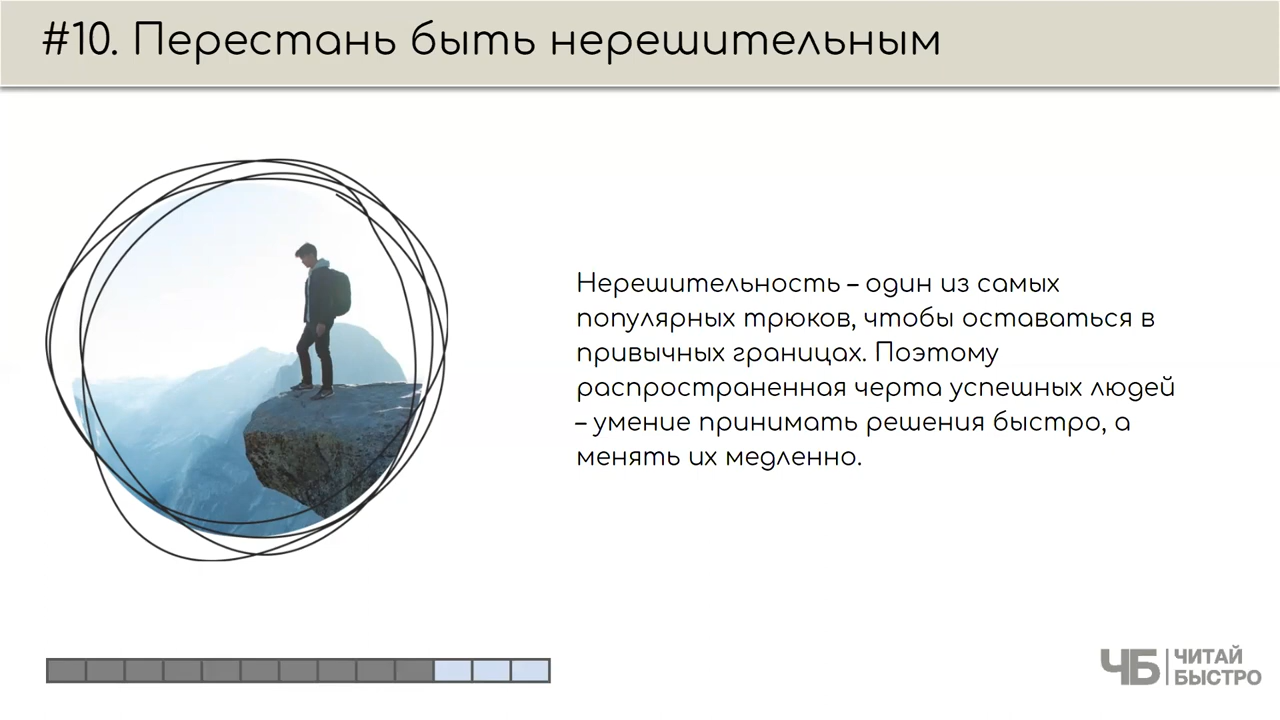 #10. Перестань быть нерешительным
Нерешительность – один из самых
популярных трюков, чтобы оставаться в
привычных границах. Поэтому
распространенная черта успешных людей
– умение принимать решения быстро, а
менять их медленно.
ЧБ
ЧИТАЙ
БЫСТРО